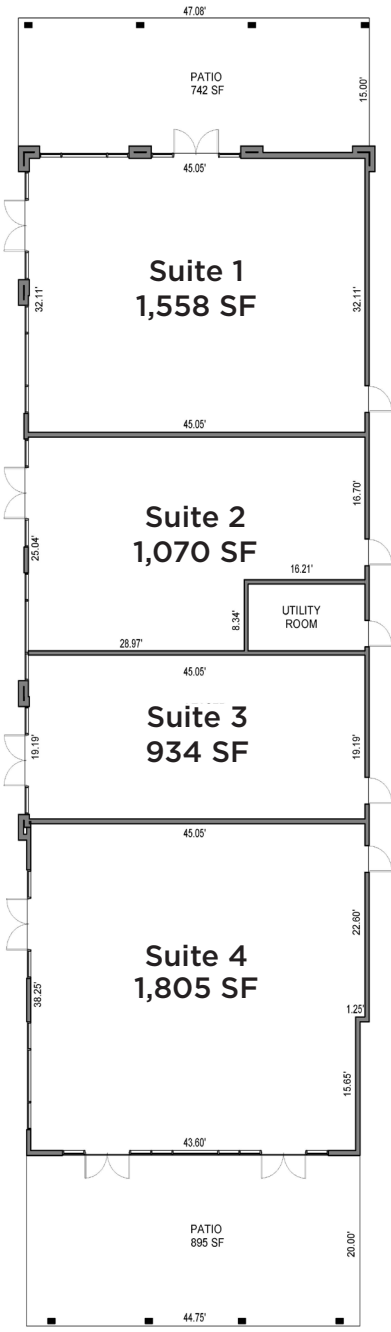 47.08'
PATIO
742 SF
15.00'
45.05'
Suite 1
1,558 SF
32.11'
32.11'
45.05'
16.70'
Suite 2
1,070 SF
25.04'
16.21'
UTILITY
ROOM
8.34'
28.97'
45.05'
Suite 3
934 SF
19.19'
19.19'
45.05'
22.60'
Suite 4
1,805 SF
38.25'
1.25'
15.65'
43.60'
PATIO
895 SF
20.00'
44.75'